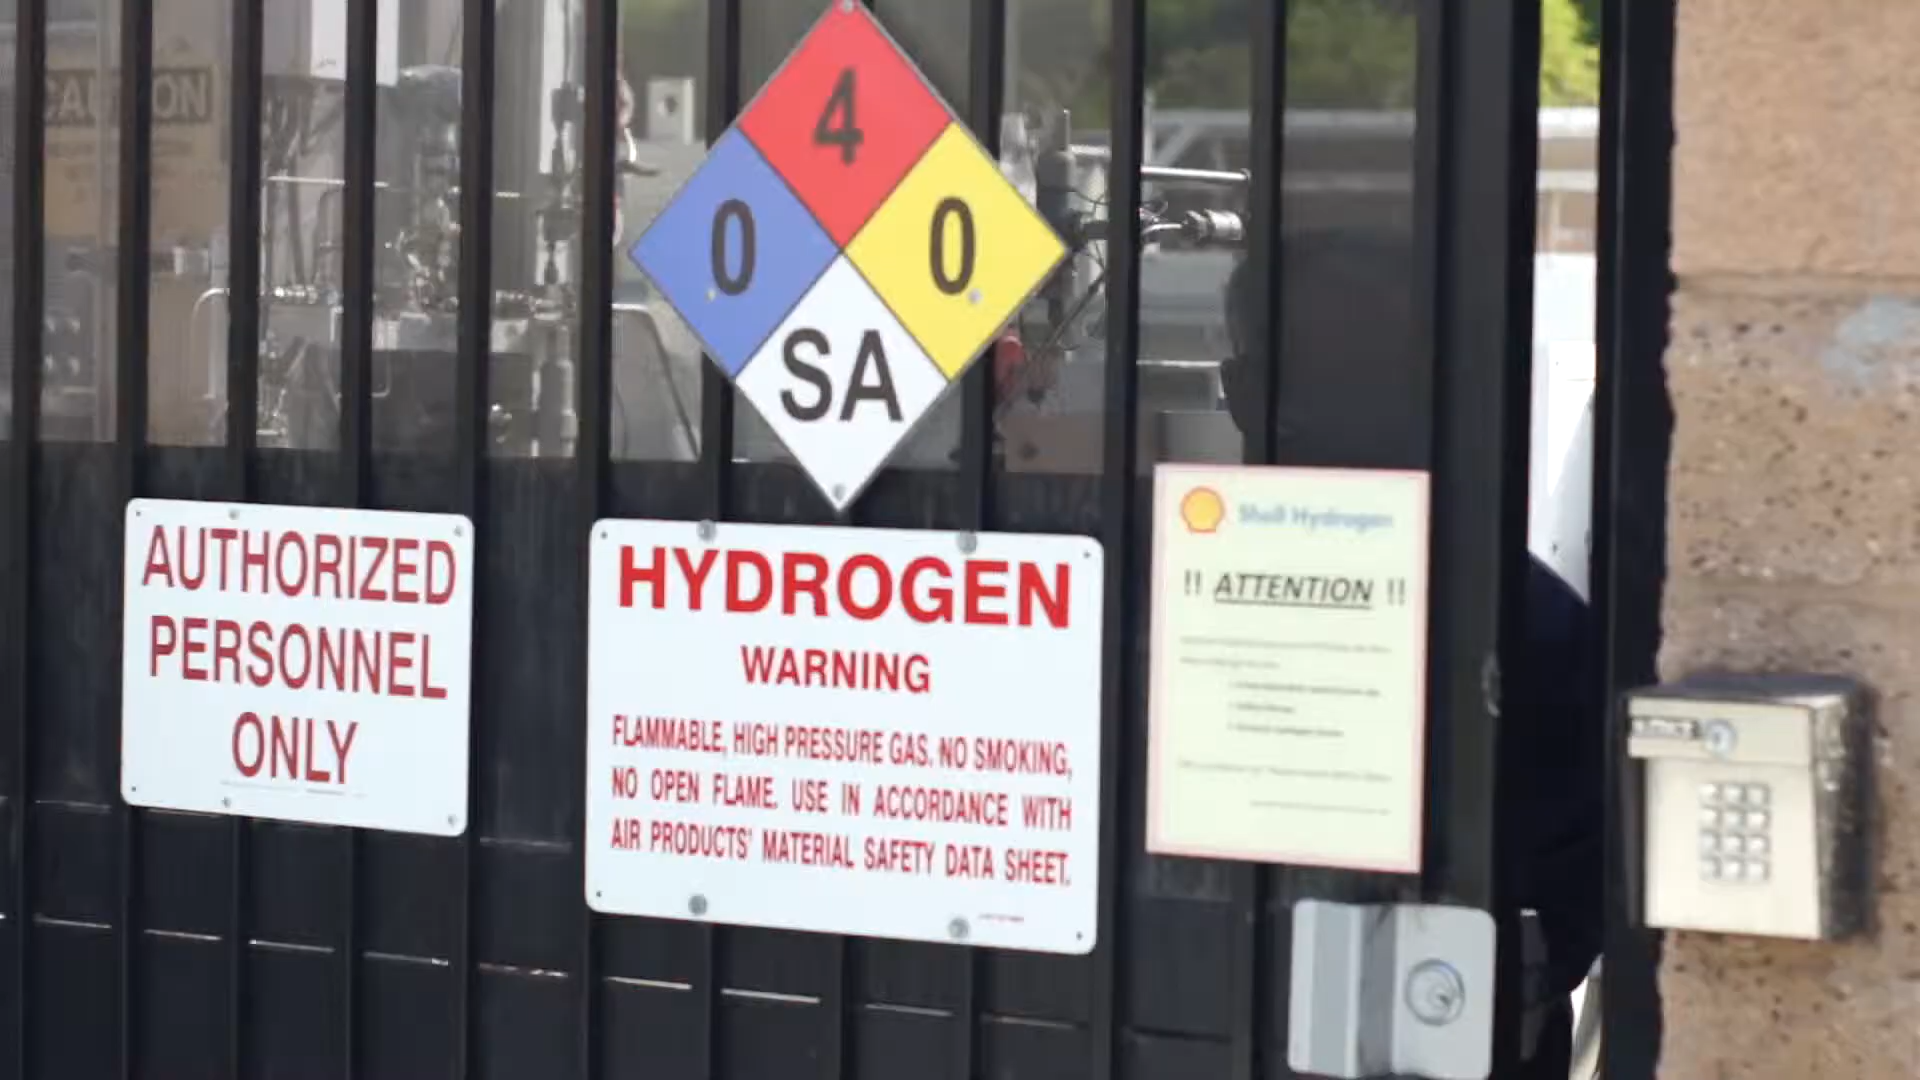 CAUTION
4
0
0
SA
AUTHORIZED
PERSONNEL
ONLY
HYDROGEN
WARNING
FLAMMABLE, HIGH PRESSURE GAS. NO SMOKING,
NO OPEN FLAME. USE IN ACCORDANCE WITH
AIR PRODUCTS' MATERIAL SAFETY DATA SHEET.
Shell Hydrogen
!! ATTENTION !!